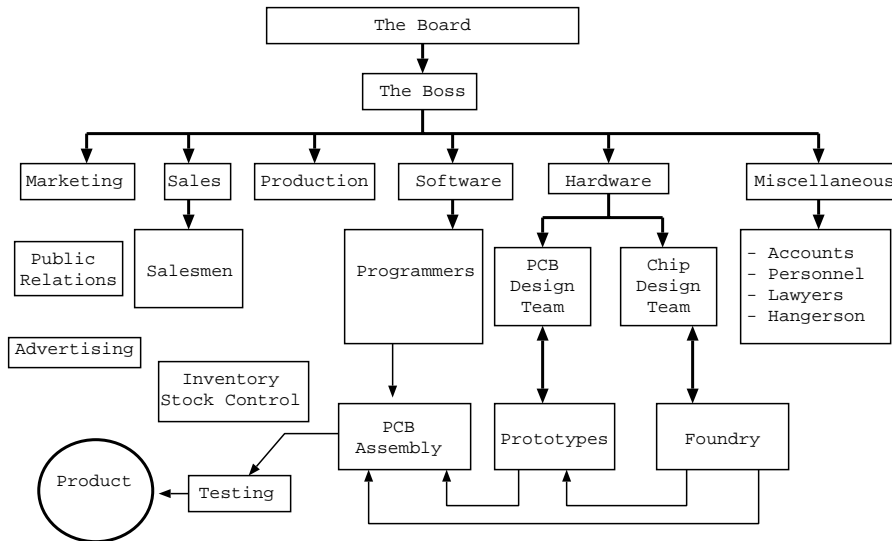 The Board
The Boss
Marketing
Sales
Production
Software
Hardware
Miscellaneous
Public
Relations
Salesmen
Programmers
PCB
Design
Team
Chip
Design
Team
- Accounts
- Personnel
- Lawyers
- Hangerson
Advertising
Inventory
Stock Control
PCB
Assembly
Prototypes
Foundry
Product
Testing